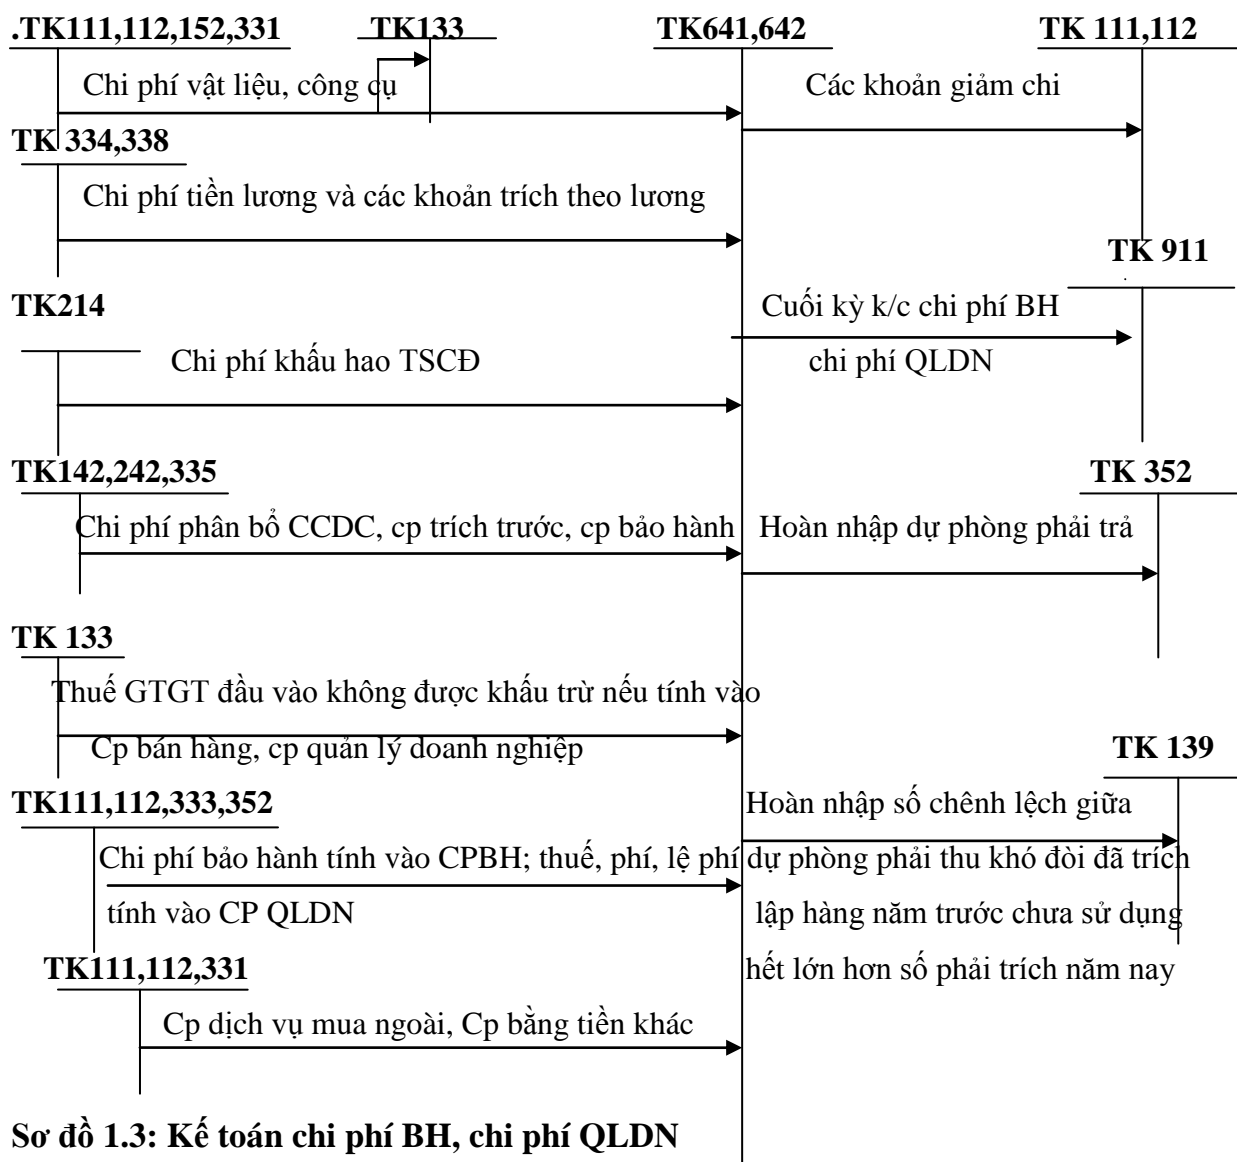 .TK111,112,152,331 TK133 TK641,642 TK 111,112
Chi phí vật liệu, công cụ Các khoản giảm chi
TK 334,338
Chi phí tiền lương và các khoản trích theo lương
TK 911
TK214 Cuối kỳ k/c chi phí BH
Chi phí khấu hao TSCĐ chi phí QLDN
TK142,242,335 TK 352
Chi phí phân bổ CCDC, cp trích trước, cp bảo hành Hoàn nhập dự phòng phải trả
TK 133
Thuế GTGT đầu vào không được khấu trừ nếu tính vào
Cp bán hàng, cp quản lý doanh nghiệp TK 139
TK111,112,333,352 Hoàn nhập số chênh lệch giữa
Chi phí bảo hành tính vào CPBH; thuế, phí, lệ phí dự phòng phải thu khó đòi đã trích
tính vào CP QLDN lập hàng năm trước chưa sử dụng
TK111,112,331 hết lớn hơn số phải trích năm nay
Cp dịch vụ mua ngoài, Cp bằng tiền khác
Sơ đồ 1.3: Kế toán chi phí BH, chi phí QLDN